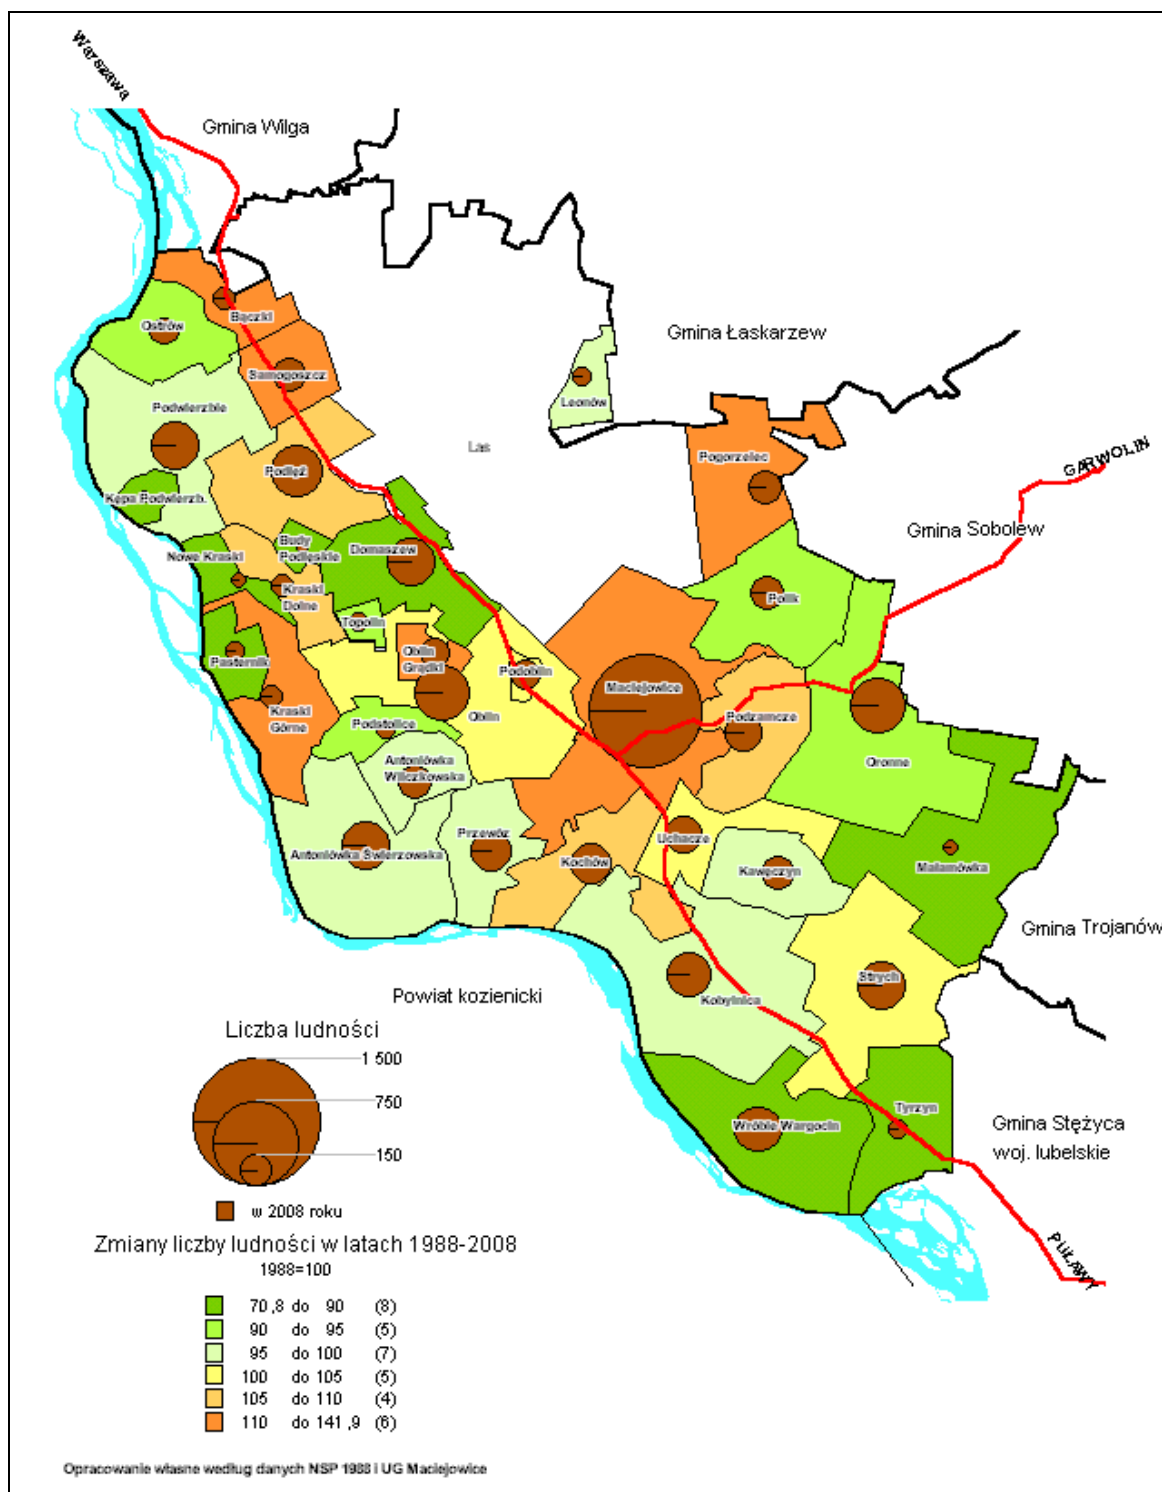 Warszawa
Gmina Wilga
Bączki
Ostrów
Gmina Łaskarzew
Samogoszcz
Leonów
Podwierzbie
GARWOLIN
Las
Pogorzelec
Podłęż
Kępa Podwierzb.
Gmina Sobolew
Budy
Podłęskie
Domaszew
Nowe Kraski
Kraski
Dolne
Polik
Topolin
Oblin
Grądki
Pasternik
Podoblin
Maciejowice
Kraski
Górne
Oblin
Podzamcze
Podstolice
Antoniówka
Wilczkowska
Oronne
Przewóz
Uchacze
Antoniówka Świerzowska
Kochów
Kawęczyn
Malamówka
Gmina Trojanów
Strych
Powiat kozienicki
Kobylnica
Liczba ludności
1 500
750
150
Tyrzyn
Wróble Wargocin
Gmina Stężyca
woj. lubelskie
w 2008 roku
PUŁAWY
Zmiany liczby ludności w latach 1988-2008
1988=100
70 ,8 do 90 (8)
90 do 95 (5)
95 do 100 (7)
100 do 105 (5)
105 do 110 (4)
110 do 141 ,9 (6)
Opracowanie własne według danych NSP 1988 i UG Maciejowice